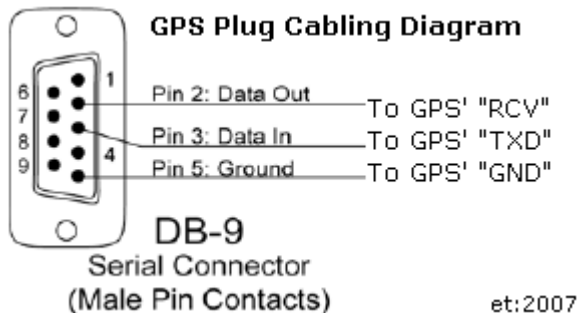 GPS Plug Cabling Diagram
1
6
Pin 2: Data Out
To GPS' "RCV"
7
Pin 3: Data In
To GPS' "TXD"
8
4
9
Pin 5: Ground
To GPS' "GND"
DB-9
Serial Connector
(Male Pin Contacts)
et:2007